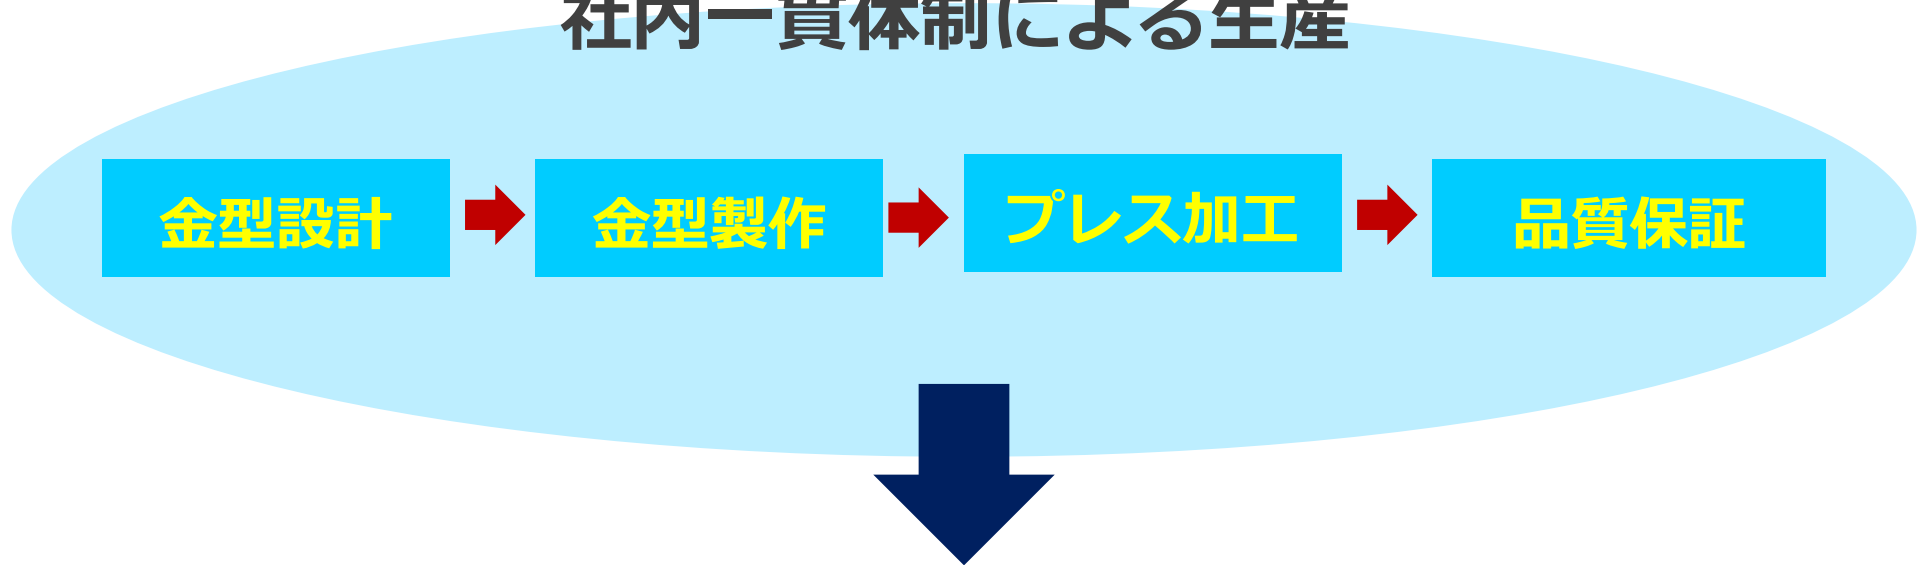 社内一貫体制による生産
金型設計
金型製作
プレス加工
品質保証